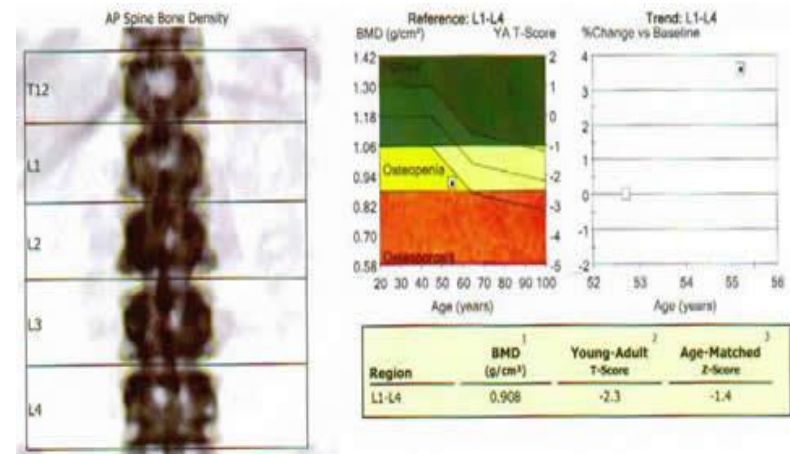 AP Spine Bone Density
T12
L1
L2
L3
L4
Reference: L1-L4
BMD (g/cm²) YA T-Score
1.42 2
1.30 1
1.18 0
1.06 -1
0.94 -2
0.82 -3
0.70 -4
0.58 -5
Osteopenia
Osteoporosis
20 30 40 50 60 70 80 90 100
Age (years)
Trend: L1-L4
%Change vs Baseline
4
3
2
1
0
-1
-2
52 53 54 55 56
Age (years)
1 2 3
BMD Young-Adult Age-Matched
Region (g/cm²) T-Score Z-Score
L1-L4 0.908 -2.3 -1.4